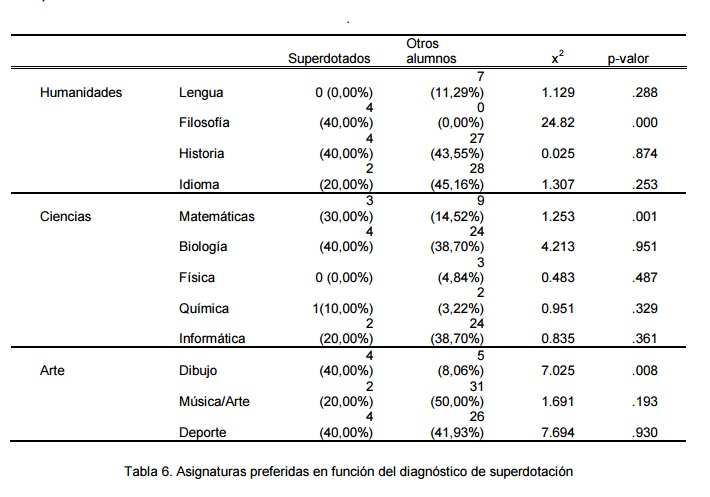 Superdotados Otros alumnos x² p-valor
Humanidades Lengua 0 (0,00%) 7 (11,29%) 1.129 .288
Filosofía 4 (40,00%) 0 (0,00%) 24.82 .000
Historia 4 (40,00%) 27 (43,55%) 0.025 .874
Idioma 2 (20,00%) 28 (45,16%) 1.307 .253
Ciencias Matemáticas 3 (30,00%) 9 (14,52%) 1.253 .001
Biología 4 (40,00%) 24 (38,70%) 4.213 .951
Física 0 (0,00%) 3 (4,84%) 0.483 .487
Química 1(10,00%) 2 (3,22%) 0.951 .329
Informática 2 (20,00%) 24 (38,70%) 0.835 .361
Arte Dibujo 4 (40,00%) 5 (8,06%) 7.025 .008
Música/Arte 2 (20,00%) 31 (50,00%) 1.691 .193
Deporte 4 (40,00%) 26 (41,93%) 7.694 .930
Tabla 6. Asignaturas preferidas en función del diagnóstico de superdotación